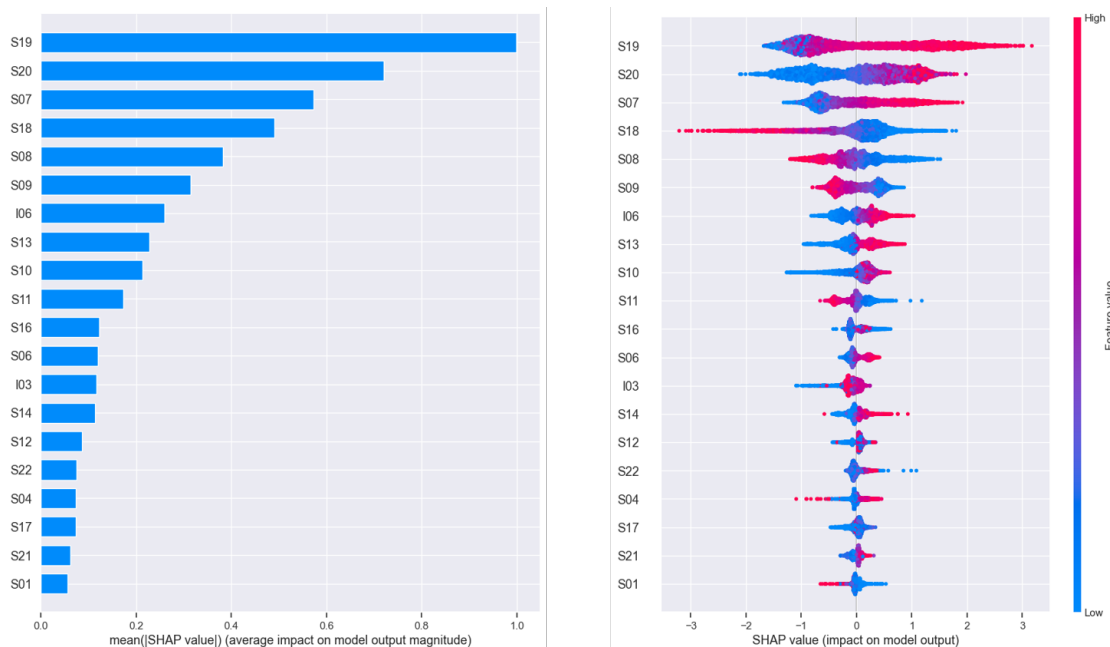 S19
S20
S07
S18
S08
S09
I06
S13
S10
S11
S16
S06
I03
S14
S12
S22
S04
S17
S21
S01
0.0 0.2 0.4 0.6 0.8 1.0
mean(|SHAP value|) (average impact on model output magnitude)
S19
S20
S07
S18
S08
S09
I06
S13
S10
S11
S16
S06
I03
S14
S12
S22
S04
S17
S21
S01
−3 −2 −1 0 1 2 3
SHAP value (impact on model output)
High
Feature value
Low